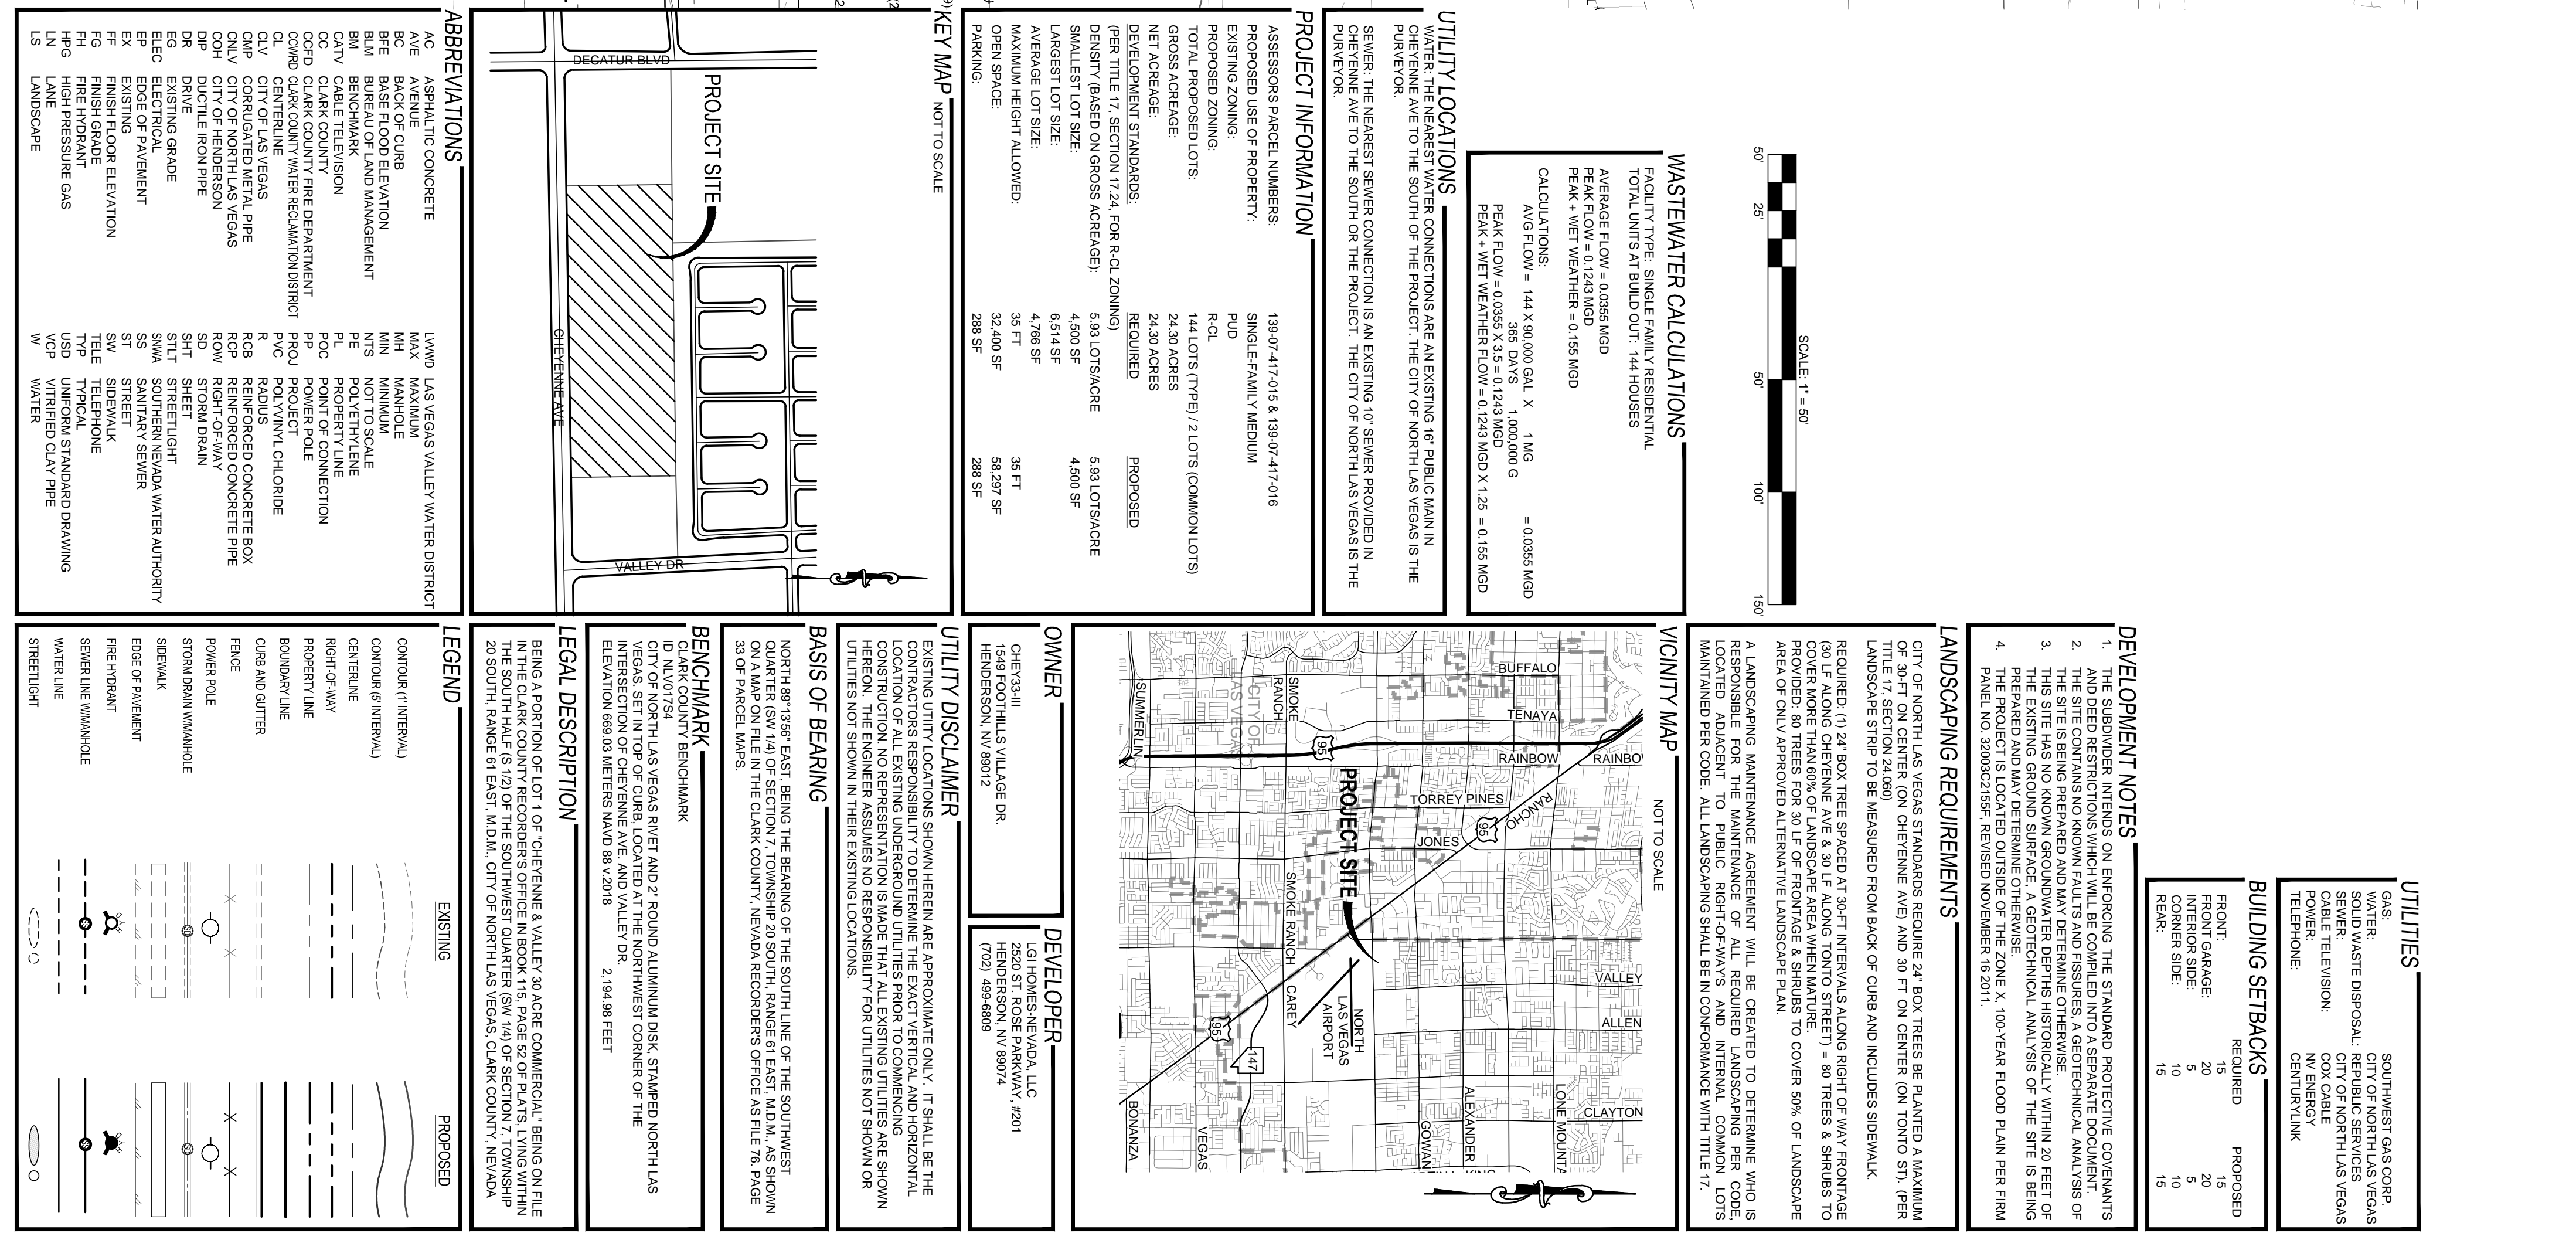 UTILITIES
GAS: SOUTHWEST GAS CORP.
WATER: CITY OF NORTH LAS VEGAS
SOLID WASTE DISPOSAL: REPUBLIC SERVICES
SEWER: CITY OF NORTH LAS VEGAS
CABLE TELEVISION: COX CABLE
POWER: NV ENERGY
TELEPHONE: CENTURYLINK
BUILDING SETBACKS
REQUIRED PROPOSED
FRONT: 15 15
FRONT GARAGE: 20 20
INTERIOR SIDE: 5 5
CORNER SIDE: 10 10
REAR: 15 15
DEVELOPMENT NOTES
1. THE SUBDIVIDER INTENDS ON ENFORCING THE STANDARD PROTECTIVE COVENANTS
AND DEED RESTRICTIONS WHICH WILL BE COMPILED INTO A SEPARATE DOCUMENT.
2. THE SITE CONTAINS NO KNOWN FAULTS AND FISSURES, A GEOTECHNICAL ANALYSIS OF
THE SITE IS BEING PREPARED AND MAY DETERMINE OTHERWISE.
3. THIS SITE HAS NO KNOWN GROUNDWATER DEPTHS HISTORICALLY WITHIN 20 FEET OF
THE EXISTING GROUND SURFACE, A GEOTECHNICAL ANALYSIS OF THE SITE IS BEING
PREPARED AND MAY DETERMINE OTHERWISE.
4. THE PROJECT IS LOCATED OUTSIDE OF THE ZONE X, 100-YEAR FLOOD PLAIN PER FIRM
PANEL NO. 32003C2155F, REVISED NOVEMBER 16 2011.
LANDSCAPING REQUIREMENTS
CITY OF NORTH LAS VEGAS STANDARDS REQUIRE 24" BOX TREES BE PLANTED A MAXIMUM
OF 30-FT ON CENTER (ON CHEYENNE AVE) AND 30 FT ON CENTER (ON TONTO ST). (PER
TITLE 17, SECTION 24.060)
LANDSCAPE STRIP TO BE MEASURED FROM BACK OF CURB AND INCLUDES SIDEWALK.
REQUIRED: (1) 24" BOX TREE SPACED AT 30-FT INTERVALS ALONG RIGHT OF WAY FRONTAGE
(30 LF ALONG CHEYENNE AVE & 30 LF ALONG TONTO STREET) = 80 TREES & SHRUBS TO
COVER MORE THAN 60% OF LANDSCAPE AREA WHEN MATURE.
PROVIDED: 80 TREES FOR 30 LF OF FRONTAGE & SHRUBS TO COVER 50% OF LANDSCAPE
AREA OF CNLV APPROVED ALTERNATIVE LANDSCAPE PLAN.
A LANDSCAPING MAINTENANCE AGREEMENT WILL BE CREATED TO DETERMINE WHO IS
RESPONSIBLE FOR THE MAINTENANCE OF ALL REQUIRED LANDSCAPING PER CODE,
LOCATED ADJACENT TO PUBLIC RIGHT-OF-WAYS AND INTERNAL COMMON LOTS
MAINTAINED PER CODE. ALL LANDSCAPING SHALL BE IN CONFORMANCE WITH TITLE 17.
SCALE: 1" = 50'
50' 25' 50' 100' 150'
WASTEWATER CALCULATIONS
FACILITY TYPE: SINGLE FAMILY RESIDENTIAL
TOTAL UNITS AT BUILD OUT: 144 HOUSES
AVERAGE FLOW = 0.0355 MGD
PEAK FLOW = 0.1243 MGD
PEAK + WET WEATHER = 0.155 MGD
CALCULATIONS:
AVG FLOW = 144 X 90,000 GAL X 1 MG = 0.0355 MGD
365 DAYS 1,000,000 G
PEAK FLOW = 0.0355 X 3.5 = 0.1243 MGD
PEAK + WET WEATHER FLOW = 0.1243 MGD X 1.25 = 0.155 MGD
UTILITY LOCATIONS
WATER: THE NEAREST WATER CONNECTIONS ARE AN EXISTING 16" PUBLIC MAIN IN
CHEYENNE AVE TO THE SOUTH OF THE PROJECT. THE CITY OF NORTH LAS VEGAS IS THE
PURVEYOR.
SEWER: THE NEAREST SEWER CONNECTION IS AN EXISTING 10" SEWER PROVIDED IN
CHEYENNE AVE TO THE SOUTH OR THE PROJECT. THE CITY OF NORTH LAS VEGAS IS THE
PURVEYOR.
PROJECT INFORMATION
ASSESSORS PARCEL NUMBERS: 139-07-417-015 & 139-07-417-016
PROPOSED USE OF PROPERTY: SINGLE-FAMILY MEDIUM
EXISTING ZONING: PUD
PROPOSED ZONING: R-CL
TOTAL PROPOSED LOTS: 144 LOTS (TYPE) / 2 LOTS (COMMON LOTS)
GROSS ACREAGE: 24.30 ACRES
NET ACREAGE: 24.30 ACRES
DEVELOPMENT STANDARDS: REQUIRED PROPOSED
(PER TITLE 17, SECTION 17.24, FOR R-CL ZONING)
DENSITY (BASED ON GROSS ACREAGE): 5.93 LOTS/ACRE 5.93 LOTS/ACRE
SMALLEST LOT SIZE: 4,500 SF 4,500 SF
LARGEST LOT SIZE: 6,514 SF
AVERAGE LOT SIZE: 4,766 SF
MAXIMUM HEIGHT ALLOWED: 35 FT 35 FT
OPEN SPACE: 32,400 SF 58,297 SF
PARKING: 288 SF 288 SF
KEY MAP NOT TO SCALE
PROJECT SITE
DECATUR BLVD
CHEYENNE AVE
VALLEY DR
ABBREVIATIONS
AC ASPHALTIC CONCRETE
AVE AVENUE
BC BACK OF CURB
BFE BASE FLOOD ELEVATION
BLM BUREAU OF LAND MANAGEMENT
BM BENCHMARK
CATV CABLE TELEVISION
CC CLARK COUNTY
CCFD CLARK COUNTY FIRE DEPARTMENT
CCWRD CLARK COUNTY WATER RECLAMATION DISTRICT
CL CENTERLINE
CLV CITY OF LAS VEGAS
CMP CORRUGATED METAL PIPE
CNLV CITY OF NORTH LAS VEGAS
COH CITY OF HENDERSON
DIP DUCTILE IRON PIPE
DR DRIVE
EG EXISTING GRADE
ELEC ELECTRICAL
EP EDGE OF PAVEMENT
EX EXISTING
FF FINISH FLOOR ELEVATION
FG FINISH GRADE
FH FIRE HYDRANT
HPG HIGH PRESSURE GAS
LN LANE
LS LANDSCAPE
LVVWD LAS VEGAS VALLEY WATER DISTRICT
MAX MAXIMUM
MH MANHOLE
MIN MINIMUM
NTS NOT TO SCALE
PE POLYETHYLENE
PL PROPERTY LINE
POC POINT OF CONNECTION
PP POWER POLE
PROJ PROJECT
PVC POLYVINYL CHLORIDE
R RADIUS
RCB REINFORCED CONCRETE BOX
RCP REINFORCED CONCRETE PIPE
ROW RIGHT-OF-WAY
SD STORM DRAIN
SHT SHEET
STLT STREETLIGHT
SNWA SOUTHERN NEVADA WATER AUTHORITY
SS SANITARY SEWER
ST STREET
SW SIDEWALK
TELE TELEPHONE
TYP TYPICAL
USD UNIFORM STANDARD DRAWING
VCP VITRIFIED CLAY PIPE
W WATER
VICINITY MAP NOT TO SCALE
BUFFALO
TENAYA
RAINBOW
RAINBO
TORREY PINES
JONES
RANCHO
95
95
95
147
SMOKE
RANCH
CITY OF
LAS VEGAS
SUMMERLIN
PROJECT SITE
SMOKE RANCH
CAREY
NORTH
LAS VEGAS
AIRPORT
VALLEY
ALLEN
CLAYTON
LONE MOUNTA
ALEXANDER
GOWAN
VEGAS
BONANZA
OWNER
CHEY33-III
1549 FOOTHILLS VILLAGE DR.
HENDERSON, NV 89012
DEVELOPER
LGI HOMES-NEVADA, LLC
2520 ST. ROSE PARKWAY, #201
HENDERSON, NV 89074
(702) 499-6809
UTILITY DISCLAIMER
EXISTING UTILITY LOCATIONS SHOWN HEREIN ARE APPROXIMATE ONLY. IT SHALL BE THE
CONTRACTORS RESPONSIBILITY TO DETERMINE THE EXACT VERTICAL AND HORIZONTAL
LOCATION OF ALL EXISTING UNDERGROUND UTILITIES PRIOR TO COMMENCING
CONSTRUCTION. NO REPRESENTATION IS MADE THAT ALL EXISTING UTILITIES ARE SHOWN
HEREON. THE ENGINEER ASSUMES NO RESPONSIBILITY FOR UTILITIES NOT SHOWN OR
UTILITIES NOT SHOWN IN THEIR EXISTING LOCATIONS.
BASIS OF BEARING
NORTH 89°13'56" EAST, BEING THE BEARING OF THE SOUTH LINE OF THE SOUTHWEST
QUARTER (SW 1/4) OF SECTION 7, TOWNSHIP 20 SOUTH, RANGE 61 EAST, M.D.M., AS SHOWN
ON A MAP ON FILE IN THE CLARK COUNTY, NEVADA RECORDER'S OFFICE AS FILE 76, PAGE
33 OF PARCEL MAPS.
BENCHMARK
CLARK COUNTY BENCHMARK
ID NLV017S4
CITY OF NORTH LAS VEGAS RIVET AND 2" ROUND ALUMINUM DISK, STAMPED NORTH LAS
VEGAS, SET IN TOP OF CURB, LOCATED AT THE NORTHWEST CORNER OF THE
INTERSECTION OF CHEYENNE AVE. AND VALLEY DR.
ELEVATION 669.03 METERS NAVD 88 v.2018 2,194.98 FEET
LEGAL DESCRIPTION
BEING A PORTION OF LOT 1 OF "CHEYENNE & VALLEY 30 ACRE COMMERCIAL" BEING ON FILE
IN THE CLARK COUNTY RECORDER'S OFFICE IN BOOK 115, PAGE 52 OF PLATS, LYING WITHIN
THE SOUTH HALF (S 1/2) OF THE SOUTHWEST QUARTER (SW 1/4) OF SECTION 7, TOWNSHIP
20 SOUTH, RANGE 61 EAST, M.D.M., CITY OF NORTH LAS VEGAS, CLARK COUNTY, NEVADA
LEGEND
EXISTING PROPOSED
CONTOUR (1' INTERVAL)
CONTOUR (5' INTERVAL)
CENTERLINE
RIGHT-OF-WAY
PROPERTY LINE
BOUNDARY LINE
CURB AND GUTTER
FENCE
POWER POLE
STORM DRAIN W/MANHOLE
SIDEWALK
EDGE OF PAVEMENT
FIRE HYDRANT
SEWER LINE W/MANHOLE
WATER LINE
STREETLIGHT